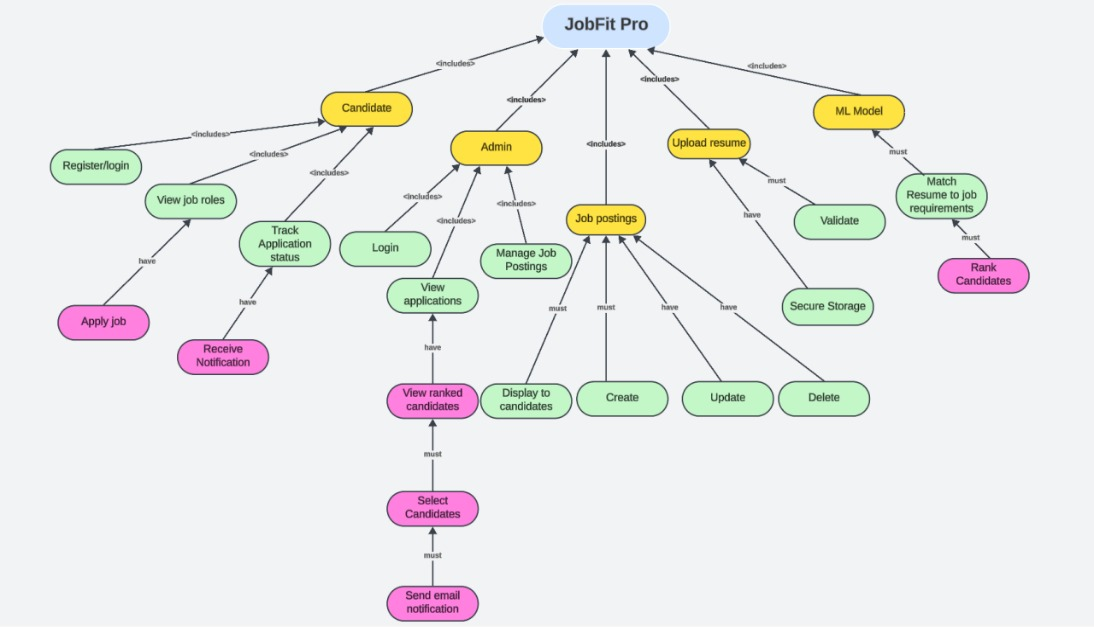 JobFit Pro
<includes>
<includes>
<includes>
<includes>
<includes>
Candidate
ML Model
Admin
Upload resume
<includes>
<includes>
<includes>
Register/login
View job roles
Track
Application
status
have
Apply job
have
Receive
Notification
<includes>
<includes>
<includes>
Login
View
applications
Manage Job
Postings
have
View ranked
candidates
must
Select
Candidates
must
Send email
notification
Job postings
must
must
have
have
Display to
candidates
Create
Update
Delete
must
have
Validate
Secure Storage
must
Match
Resume to job
requirements
must
Rank
Candidates